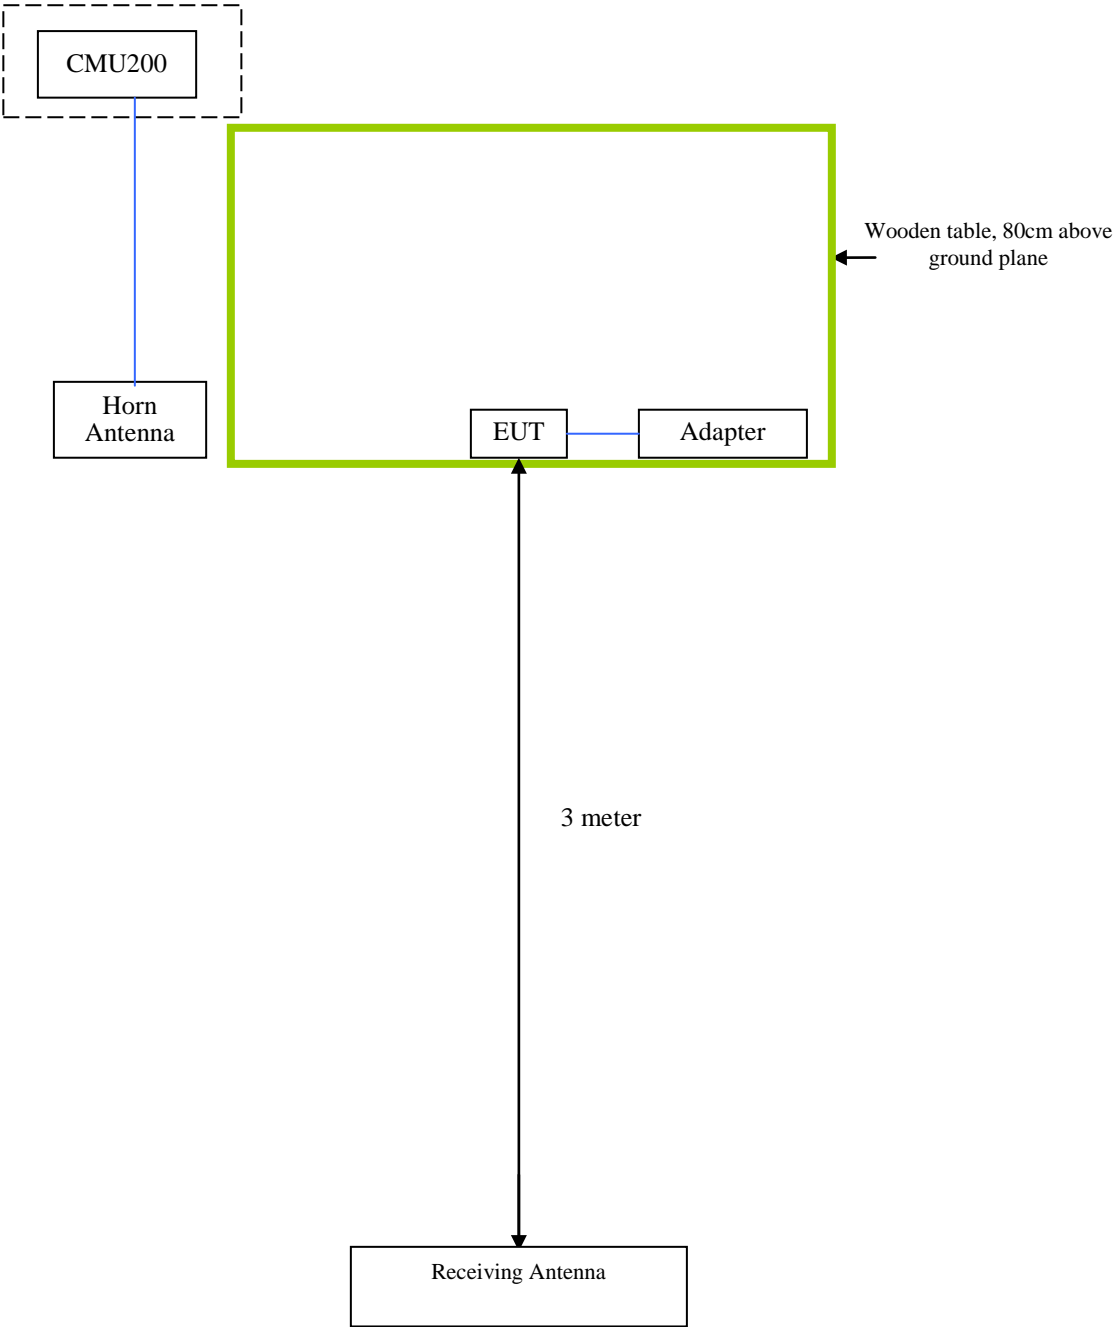 CMU200
Wooden table, 80cm above
ground plane
Horn
Antenna
EUT
Adapter
3 meter
Receiving Antenna